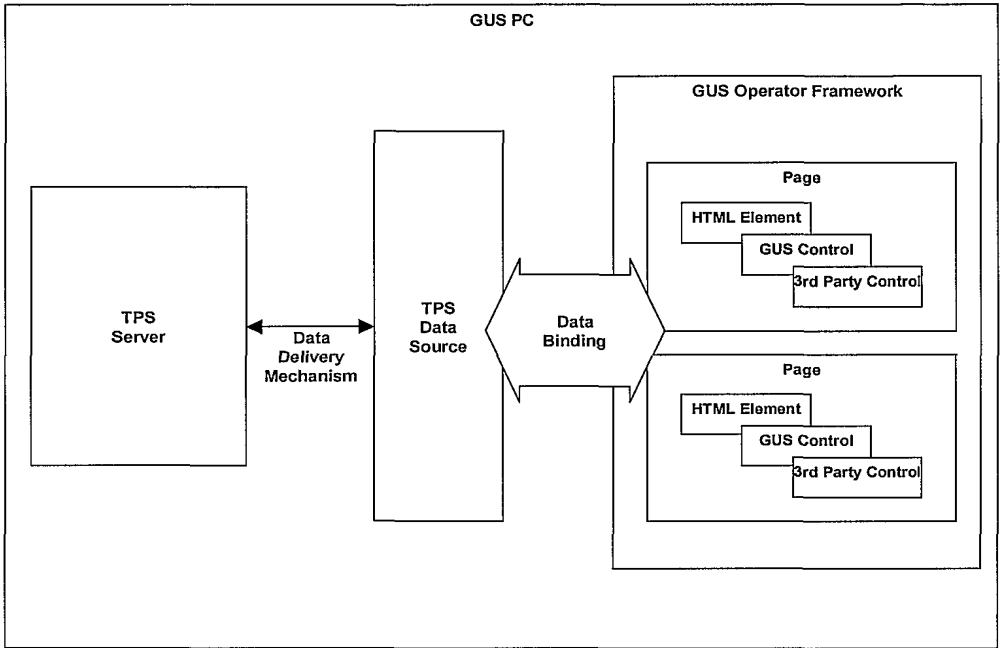 GUS PC
GUS Operator Framework
Page
HTML Element
GUS Control
3rd Party Control
TPS
Server
Data
Delivery
Mechanism
TPS
Data
Source
Data
Binding
Page
HTML Element
GUS Control
3rd Party Control